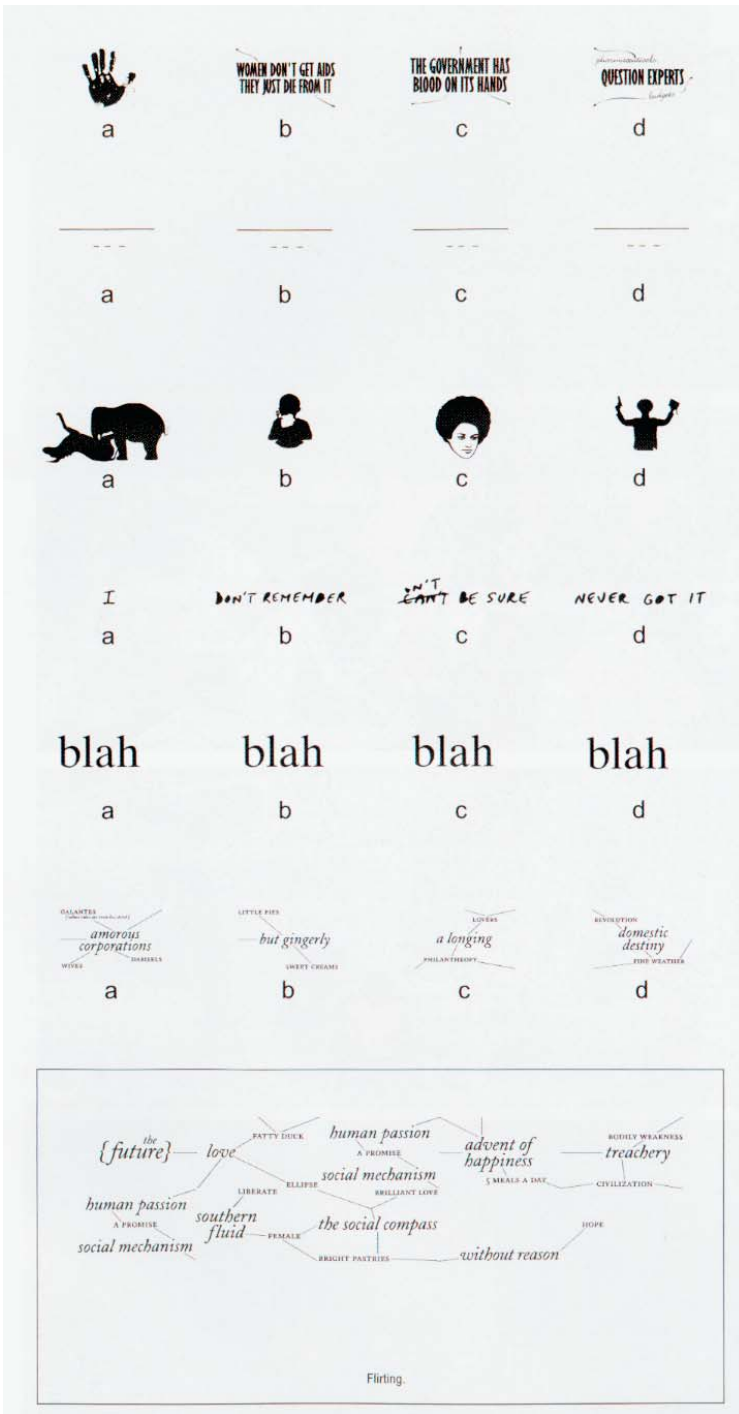 WOMEN DON'T GET AIDS
THEY JUST DIE FROM IT
THE GOVERNMENT HAS
BLOOD ON ITS HANDS
pharmaceuticals
QUESTION EXPERTS
budgets
a b c d
a b c d
a b c d
I DON'T REMEMBER CAN'T N'T BE SURE NEVER GOT IT
a b c d
blah blah blah blah
a b c d
GALANTES
amorous
corporations
WIVES DAMSELS
LITTLE PIES
but gingerly
SWEET CREAMS
LOVERS
a longing
PHILANTHROPY
REVOLUTION
domestic
destiny
FINE WEATHER
a b c d
{the future} love
FATTY DUCK
human passion
A PROMISE
social mechanism
advent of
happiness
BODILY WEAKNESS
treachery
5 MEALS A DAY
CIVILIZATION
ELLIPSE
BRILLIANT LOVE
LIBERATE
human passion
A PROMISE
social mechanism
southern
fluid
FEMALE
the social compass
BRIGHT PASTRIES
without reason
HOPE
Flirting.